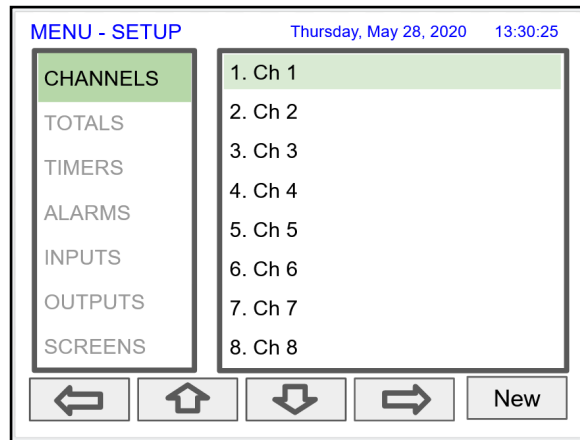 MENU - SETUP Thursday, May 28, 2020 13:30:25
CHANNELS
TOTALS
TIMERS
ALARMS
INPUTS
OUTPUTS
SCREENS
1. Ch 1
2. Ch 2
3. Ch 3
4. Ch 4
5. Ch 5
6. Ch 6
7. Ch 7
8. Ch 8
New